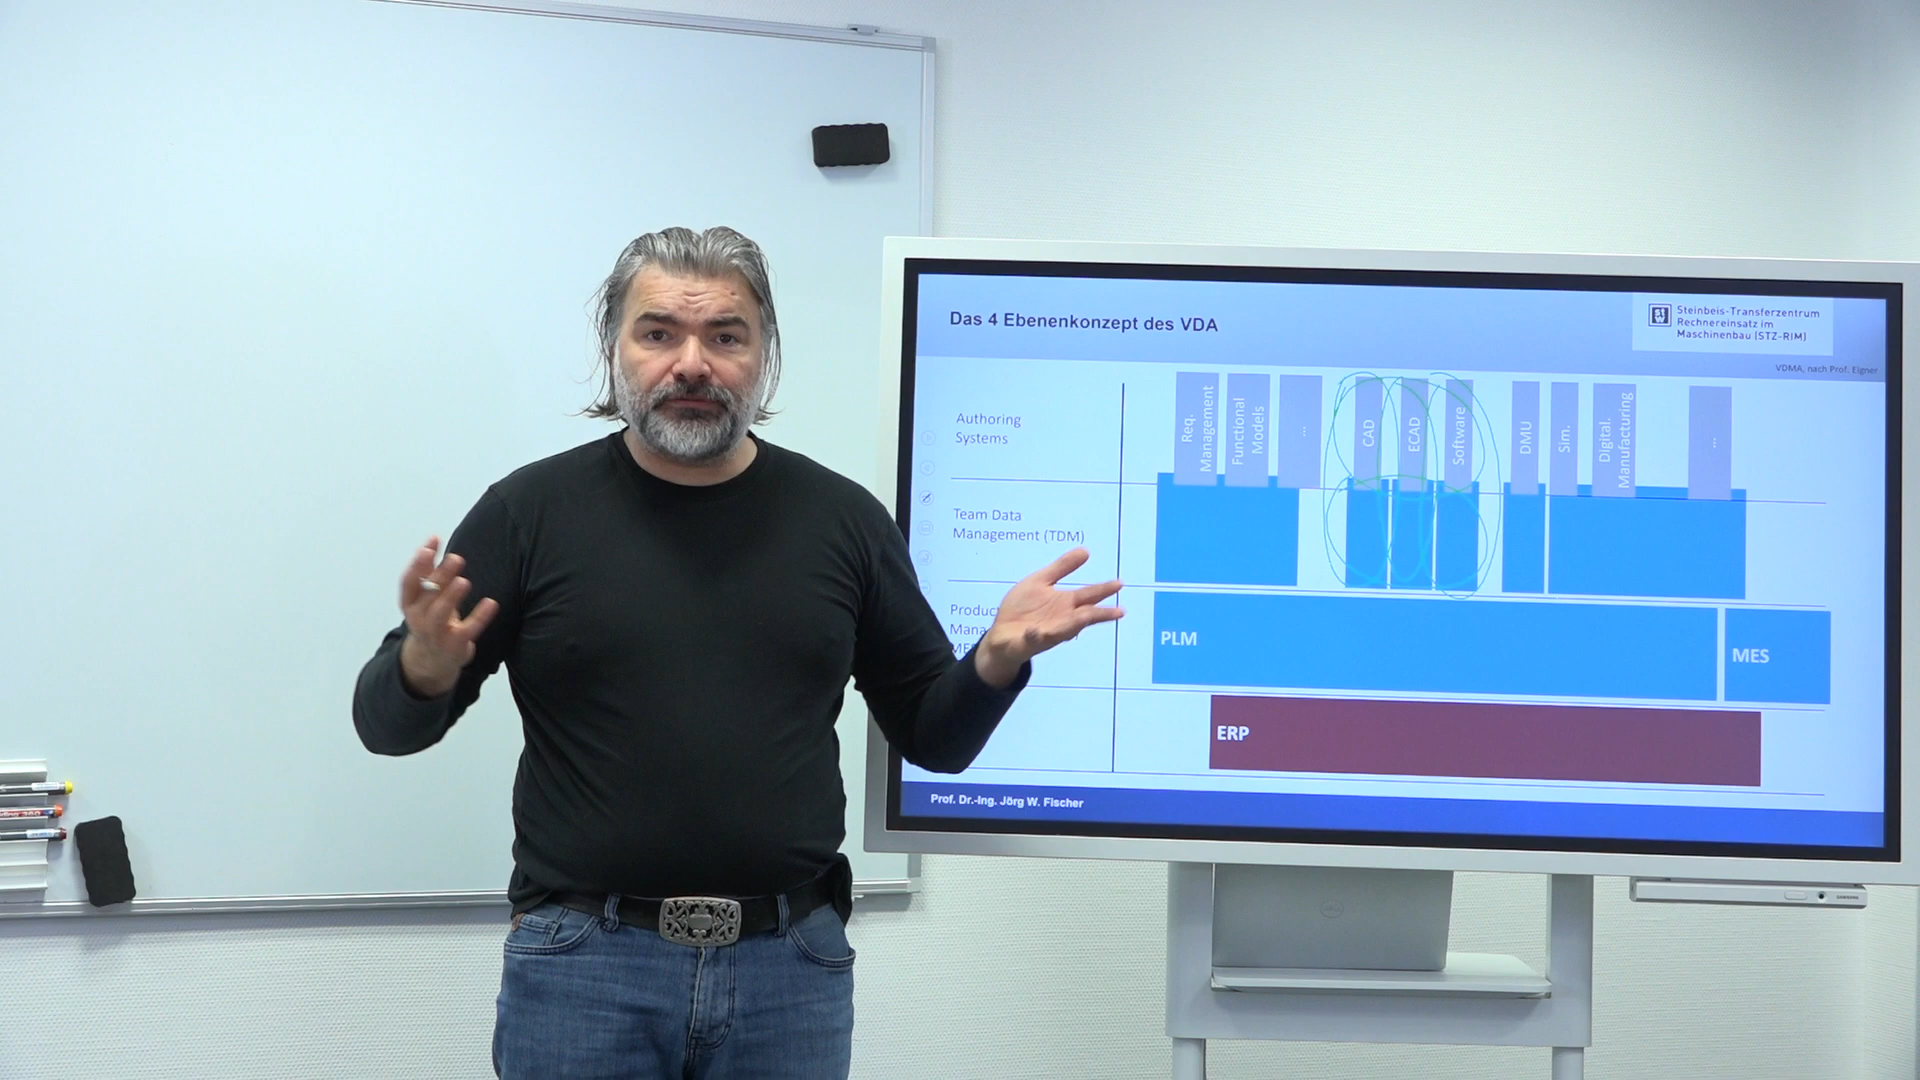 Das 4 Ebenenkonzept des VDA
Steinbeis-Transferzentrum
Rechnereinsatz im
Maschinenbau (STZ-RIM)
VDMA, nach Prof. Eigner
Authoring
Systems
Req.
Management
Functional
Models
...
CAD
ECAD
Software
DMU
Sim.
Digital.
Manufacturing
...
Team Data
Management (TDM)
PLM
MES
ERP
Prof. Dr.-Ing. Jörg W. Fischer
SAMSUNG